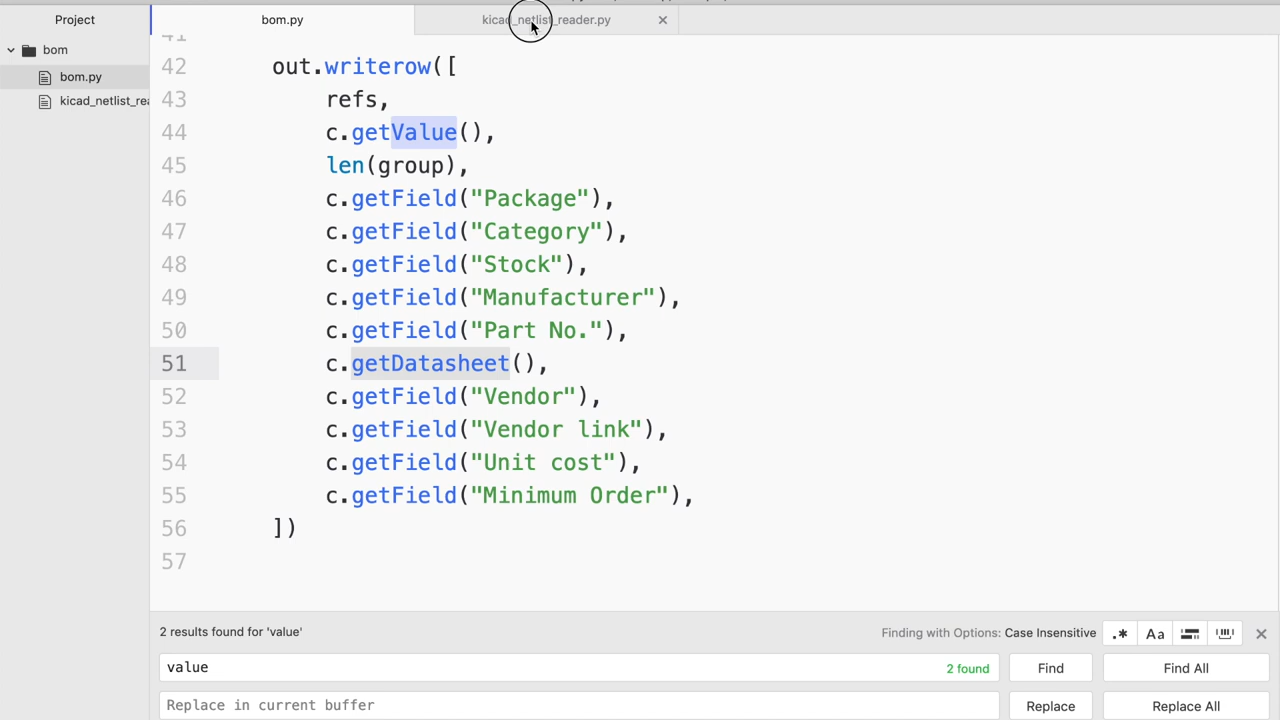 Project
bom.py
kicad_netlist_reader.py
bom
bom.py
kicad_netlist_rea
41
42 out.writerow([
43 refs,
44 c.getValue(),
45 len(group),
46 c.getField("Package"),
47 c.getField("Category"),
48 c.getField("Stock"),
49 c.getField("Manufacturer"),
50 c.getField("Part No."),
51 c.getDatasheet(),
52 c.getField("Vendor"),
53 c.getField("Vendor link"),
54 c.getField("Unit cost"),
55 c.getField("Minimum Order"),
56 ])
57
2 results found for 'value'
Finding with Options: Case Insensitive
.* Aa
value
2 found
Find
Find All
Replace in current buffer
Replace
Replace All